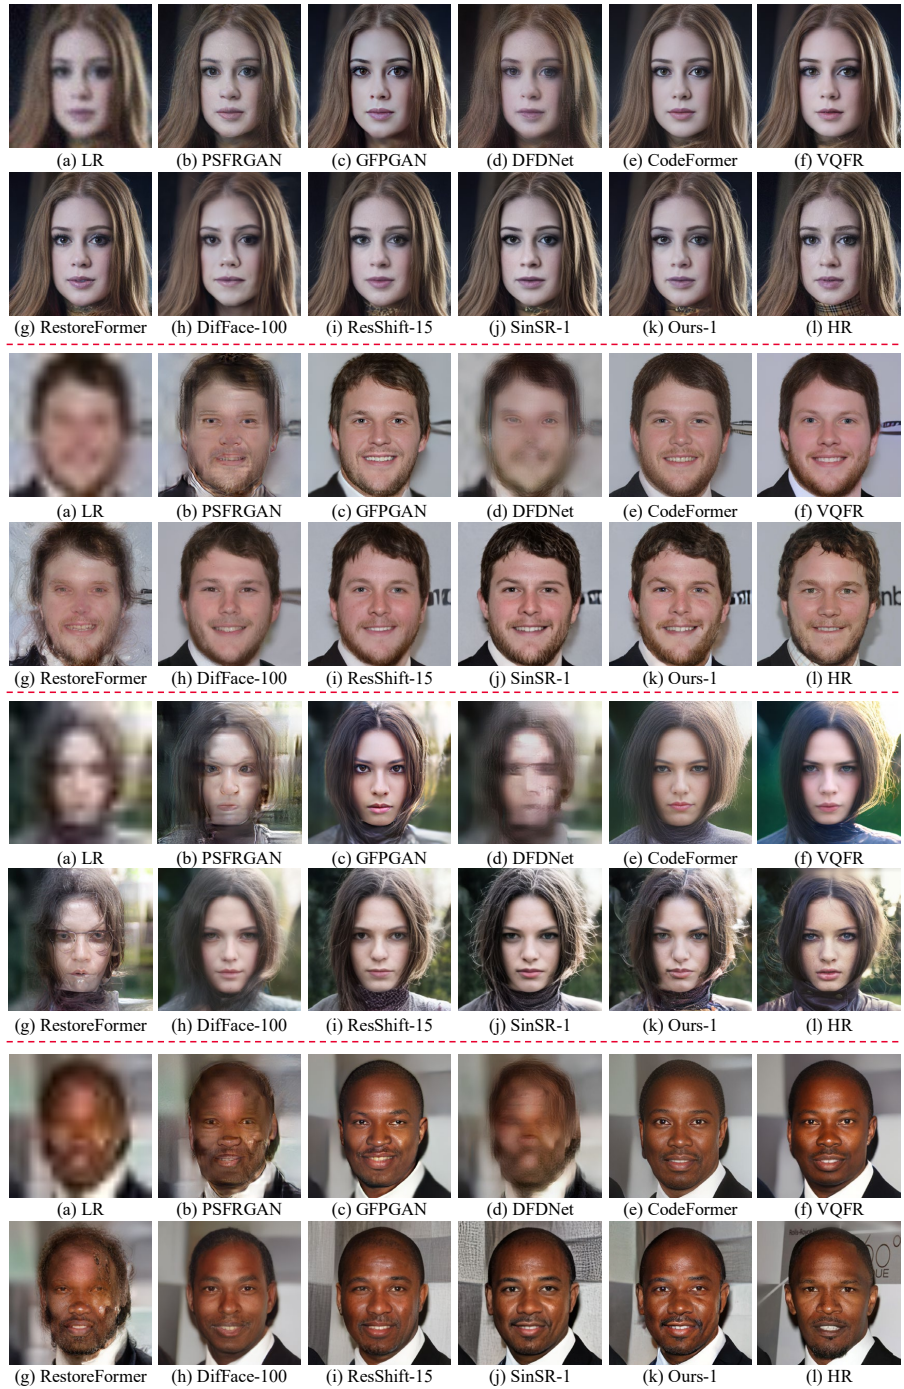 (a) LR (b) PSFRGAN (c) GFPGAN (d) DFDNet (e) CodeFormer (f) VQFR
(g) RestoreFormer (h) DifFace-100 (i) ResShift-15 (j) SinSR-1 (k) Ours-1 (l) HR
(a) LR (b) PSFRGAN (c) GFPGAN (d) DFDNet (e) CodeFormer (f) VQFR
nb
(g) RestoreFormer (h) DifFace-100 (i) ResShift-15 (j) SinSR-1 (k) Ours-1 (l) HR
(a) LR (b) PSFRGAN (c) GFPGAN (d) DFDNet (e) CodeFormer (f) VQFR
(g) RestoreFormer (h) DifFace-100 (i) ResShift-15 (j) SinSR-1 (k) Ours-1 (l) HR
(a) LR (b) PSFRGAN (c) GFPGAN (d) DFDNet (e) CodeFormer (f) VQFR
60°
QUE
(g) RestoreFormer (h) DifFace-100 (i) ResShift-15 (j) SinSR-1 (k) Ours-1 (l) HR